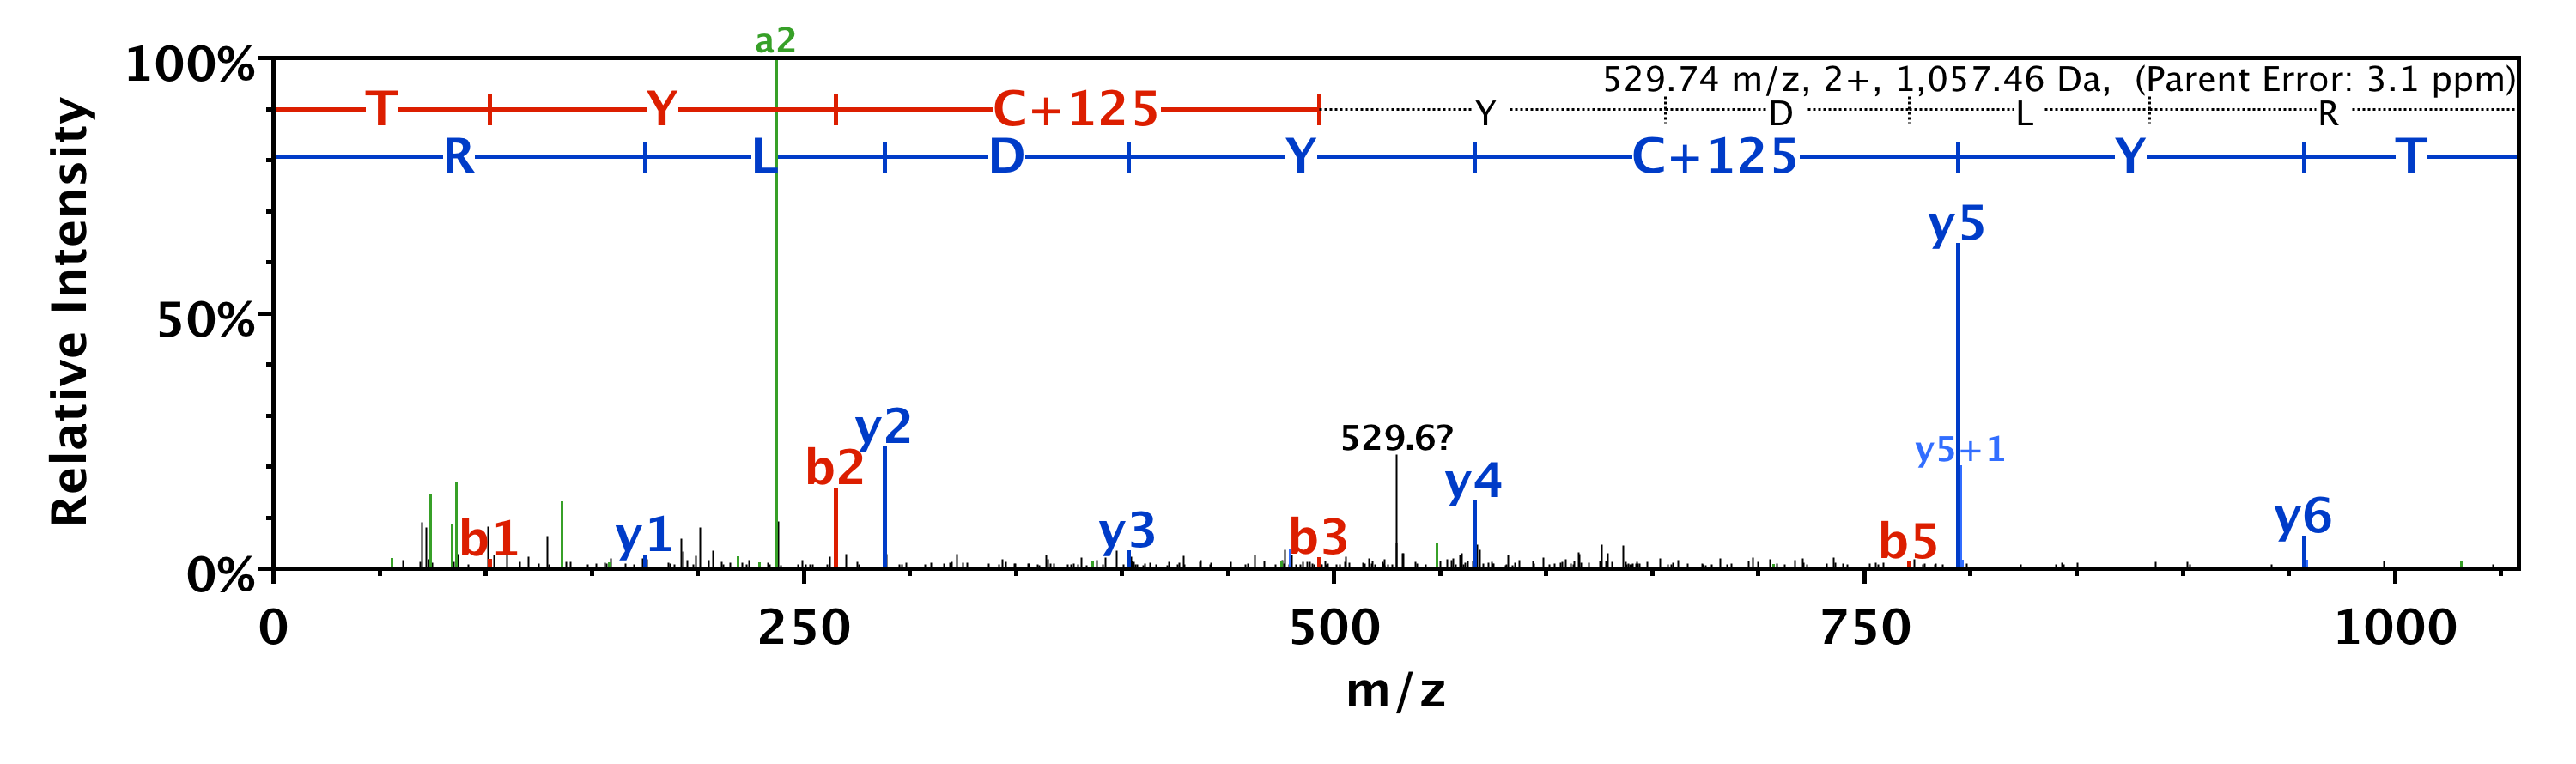 a2
100%
529.74 m/z, 2+, 1,057.46 Da, (Parent Error: 3.1 ppm)
T Y C+125 Y D L R
R L D Y C+125 Y T
y5
50%
y2
y5+1
529.6?
b2
y4
y6
b1 y1 y3 b3 b5
0%
0 250 500 750 1000
m/z
Relative Intensity